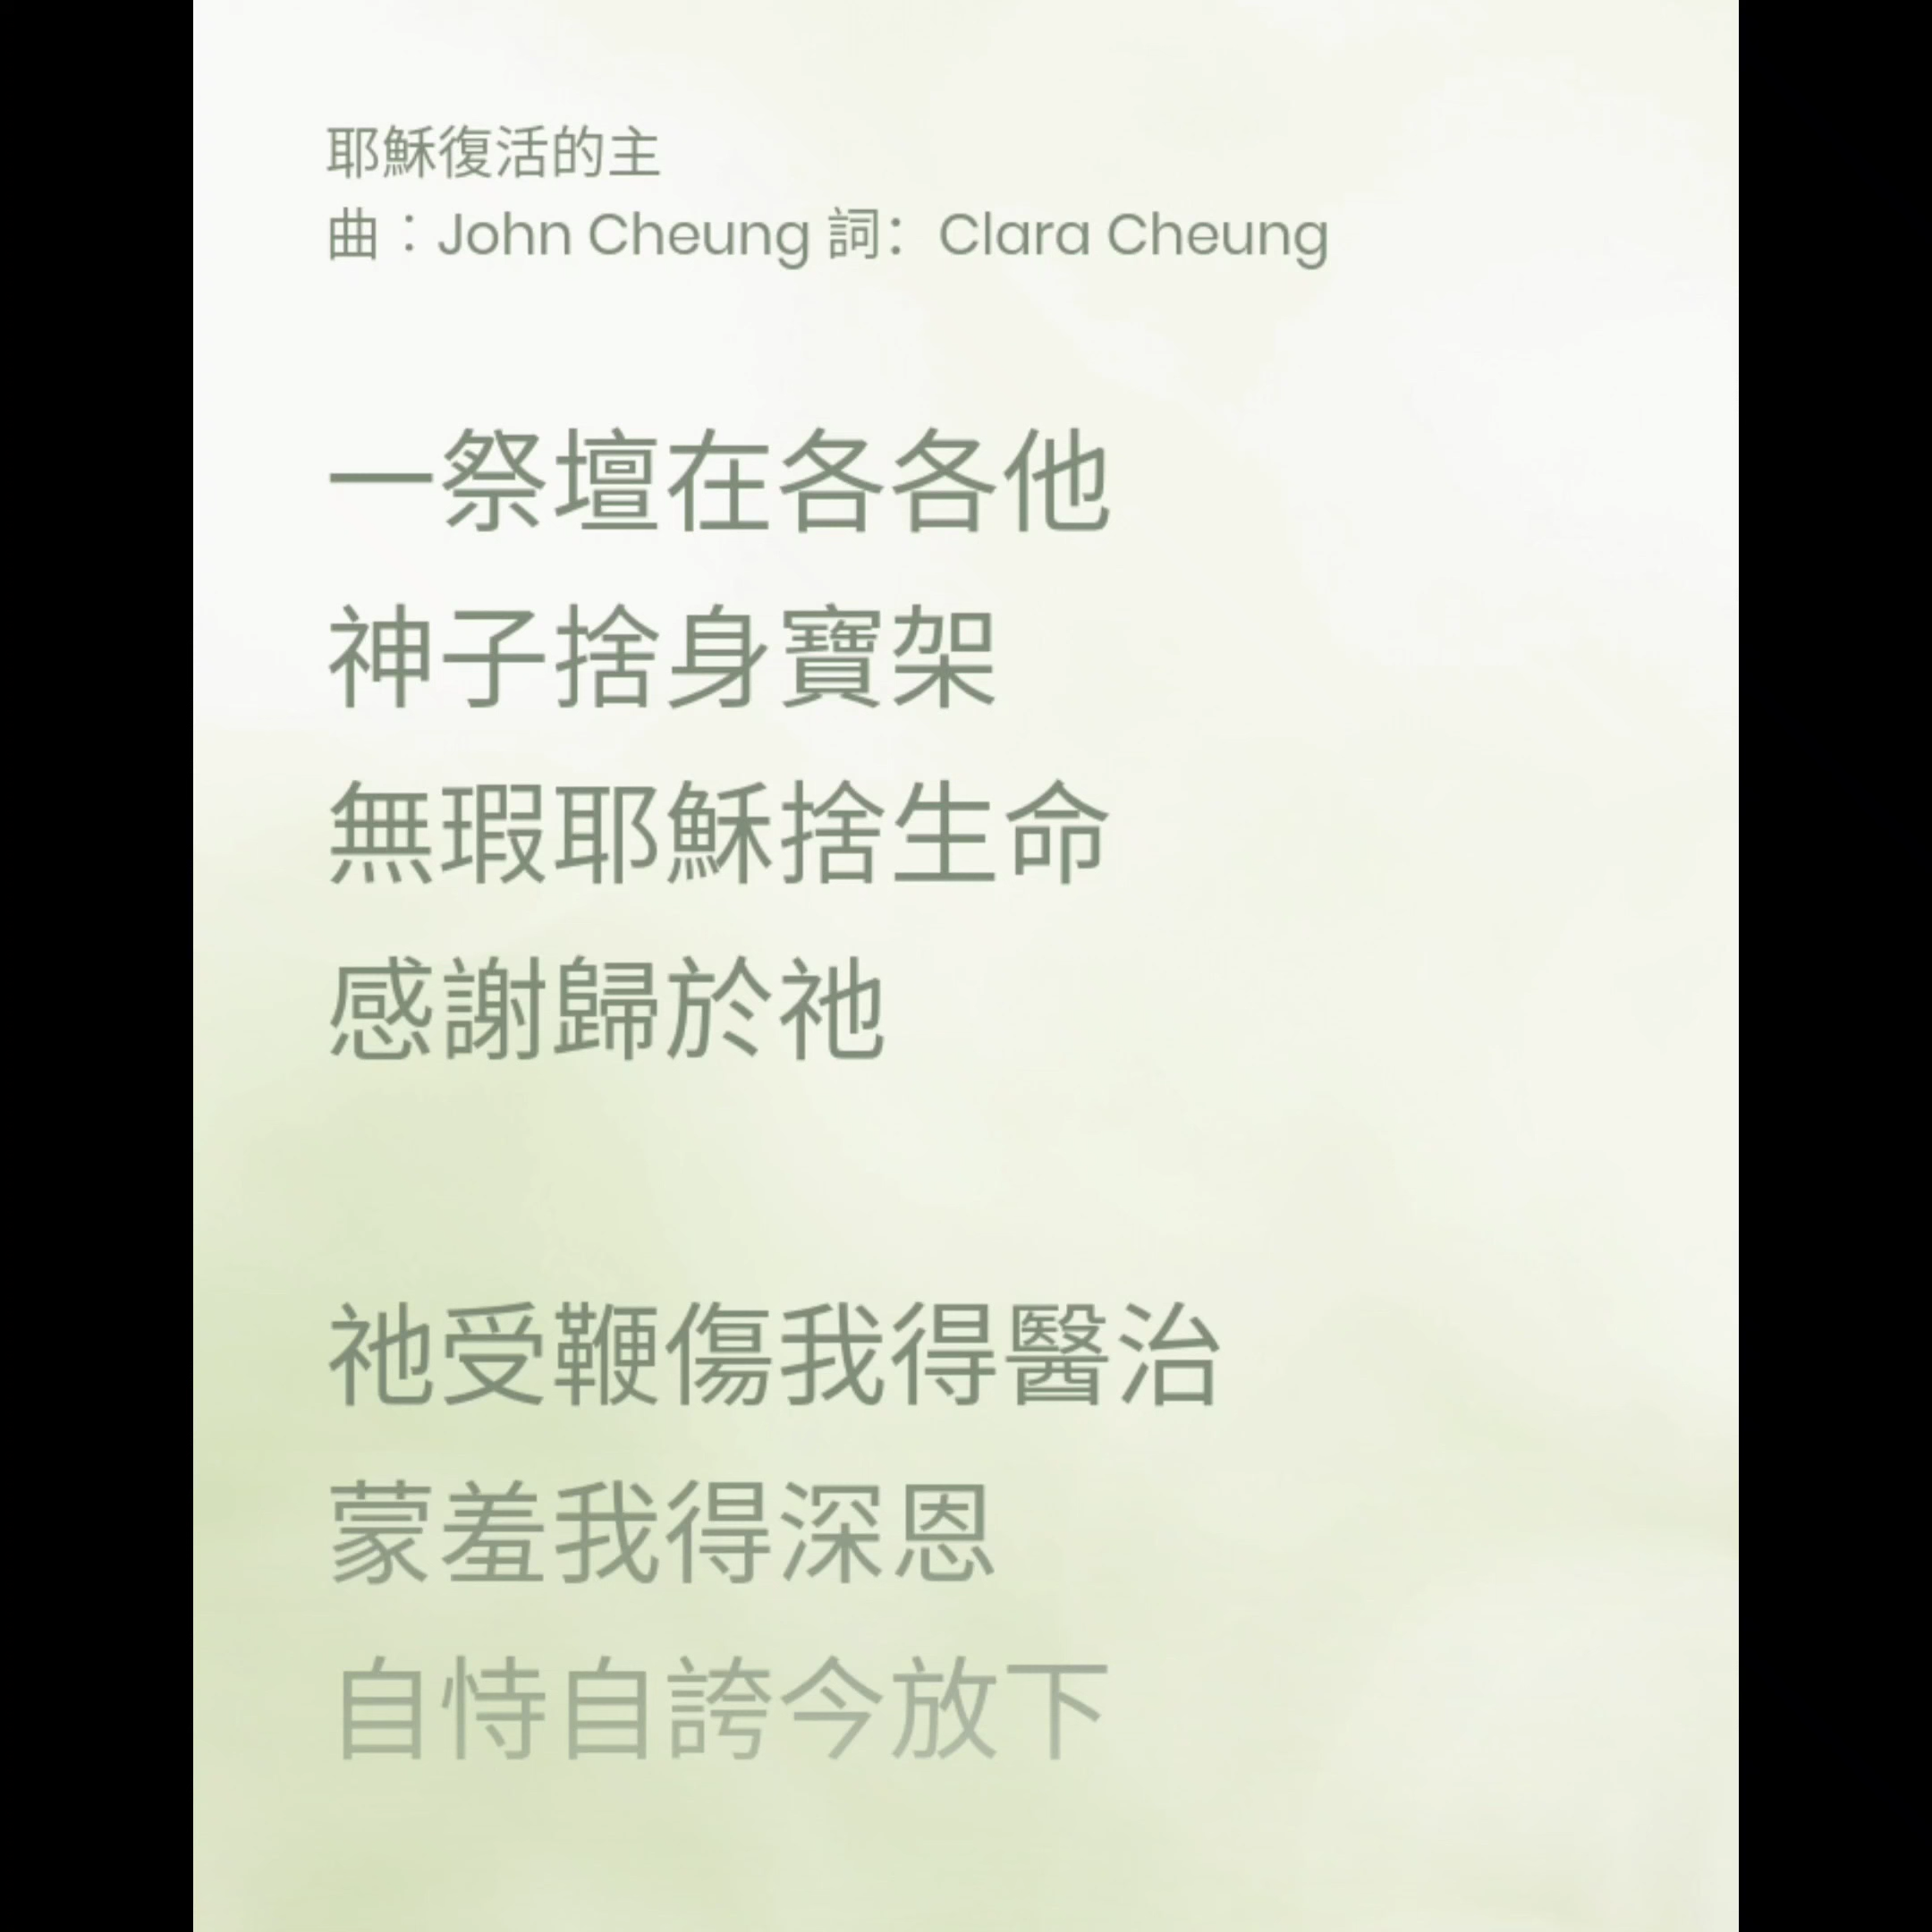 耶穌復活的主
曲：John Cheung 詞：Clara Cheung
一祭壇在各各他
神子捨身寶架
無瑕耶穌捨生命
感謝歸於祂
祂受鞭傷我得醫治
蒙羞我得深恩
自恃自誇今放下